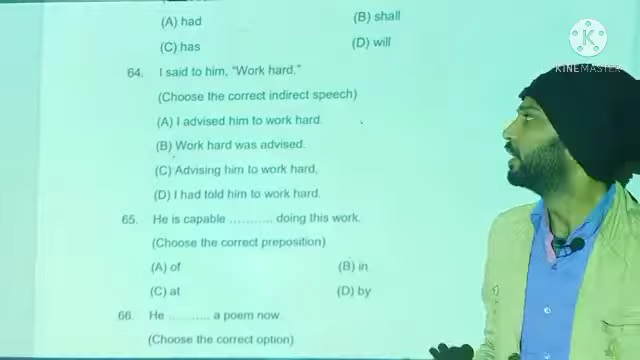 (A) had
(B) shall
(C) has
(D) will
KINEMASTER
64. I said to him, "Work hard."
(Choose the correct indirect speech)
(A) I advised him to work hard.
(B) Work hard was advised.
(C) Advising him to work hard.
(D) I had told him to work hard.
65. He is capable ........... doing this work.
(Choose the correct preposition)
(A) of
(B) in
(C) at
(D) by
66. He ........... a poem now.
(Choose the correct option)